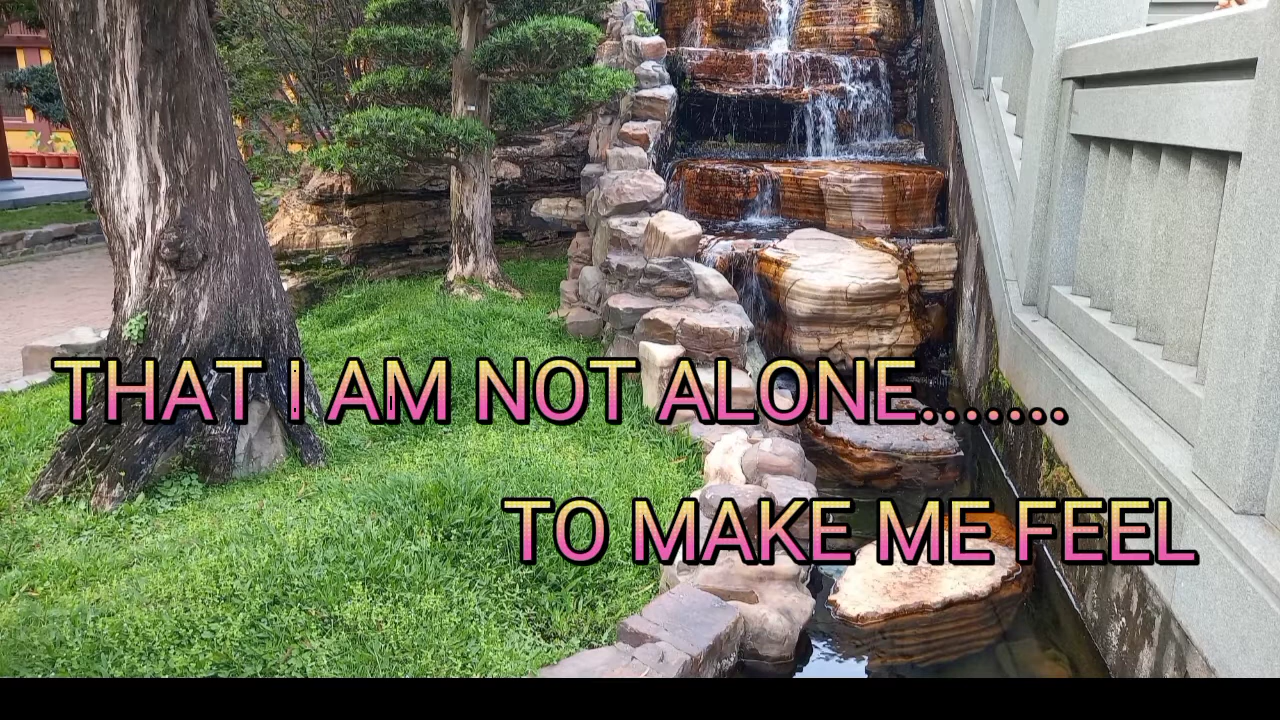 THAT I AM NOT ALONE.......
TO MAKE ME FEEL